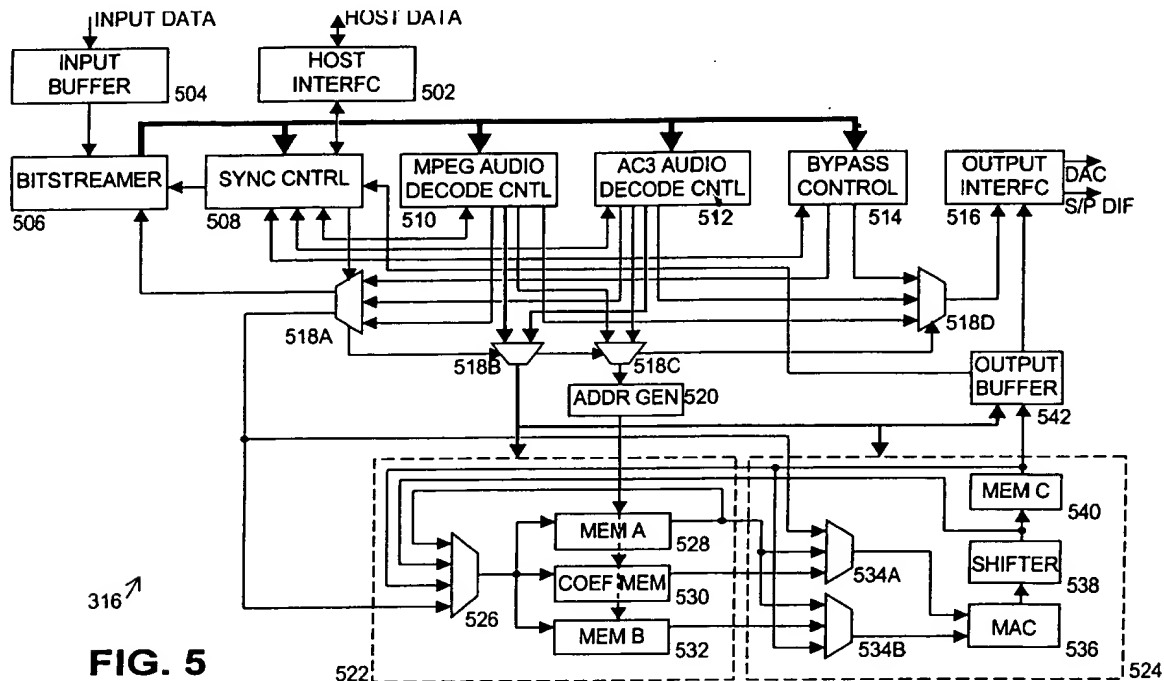 INPUT DATA
HOST DATA
INPUT
BUFFER
504
HOST
INTERFC
502
BITSTREAMER
506
SYNC CNTRL
508
MPEG AUDIO
DECODE CNTL
510
AC3 AUDIO
DECODE CNTL
512
BYPASS
CONTROL
514
OUTPUT
INTERFC
516
DAC
S/P DIF
518A
518B
518C
518D
ADDR GEN
520
OUTPUT
BUFFER
542
MEM A
528
COEF MEM
530
MEM B
532
526
534A
534B
MEM C
540
SHIFTER
538
MAC
536
316
522
524
FIG. 5